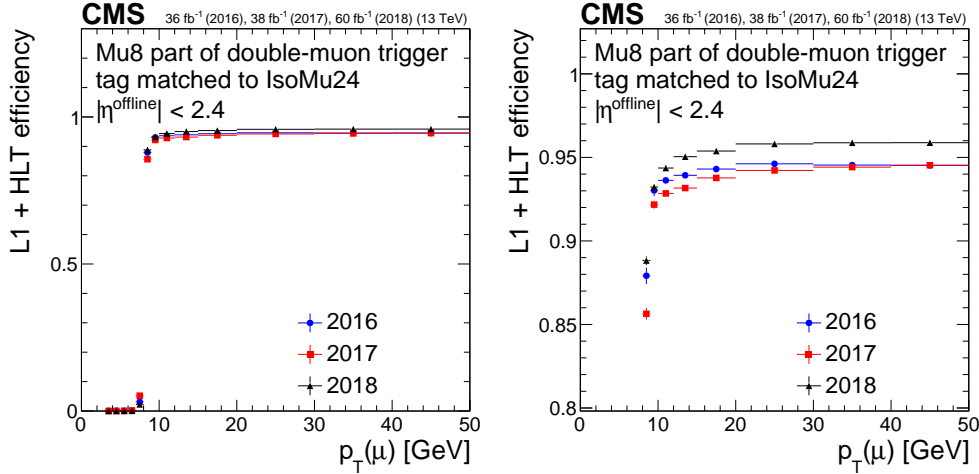 CMS 36 fb⁻¹ (2016), 38 fb⁻¹ (2017), 60 fb⁻¹ (2018) (13 TeV)
Mu8 part of double-muon trigger
tag matched to IsoMu24
|η^offline| < 2.4
L1 + HLT efficiency
1
0.5
0
2016
2017
2018
0 10 20 30 40 50
p_T(μ) [GeV]
CMS 36 fb⁻¹ (2016), 38 fb⁻¹ (2017), 60 fb⁻¹ (2018) (13 TeV)
Mu8 part of double-muon trigger
tag matched to IsoMu24
|η^offline| < 2.4
L1 + HLT efficiency
1
0.95
0.9
0.85
0.8
2016
2017
2018
0 10 20 30 40 50
p_T(μ) [GeV]